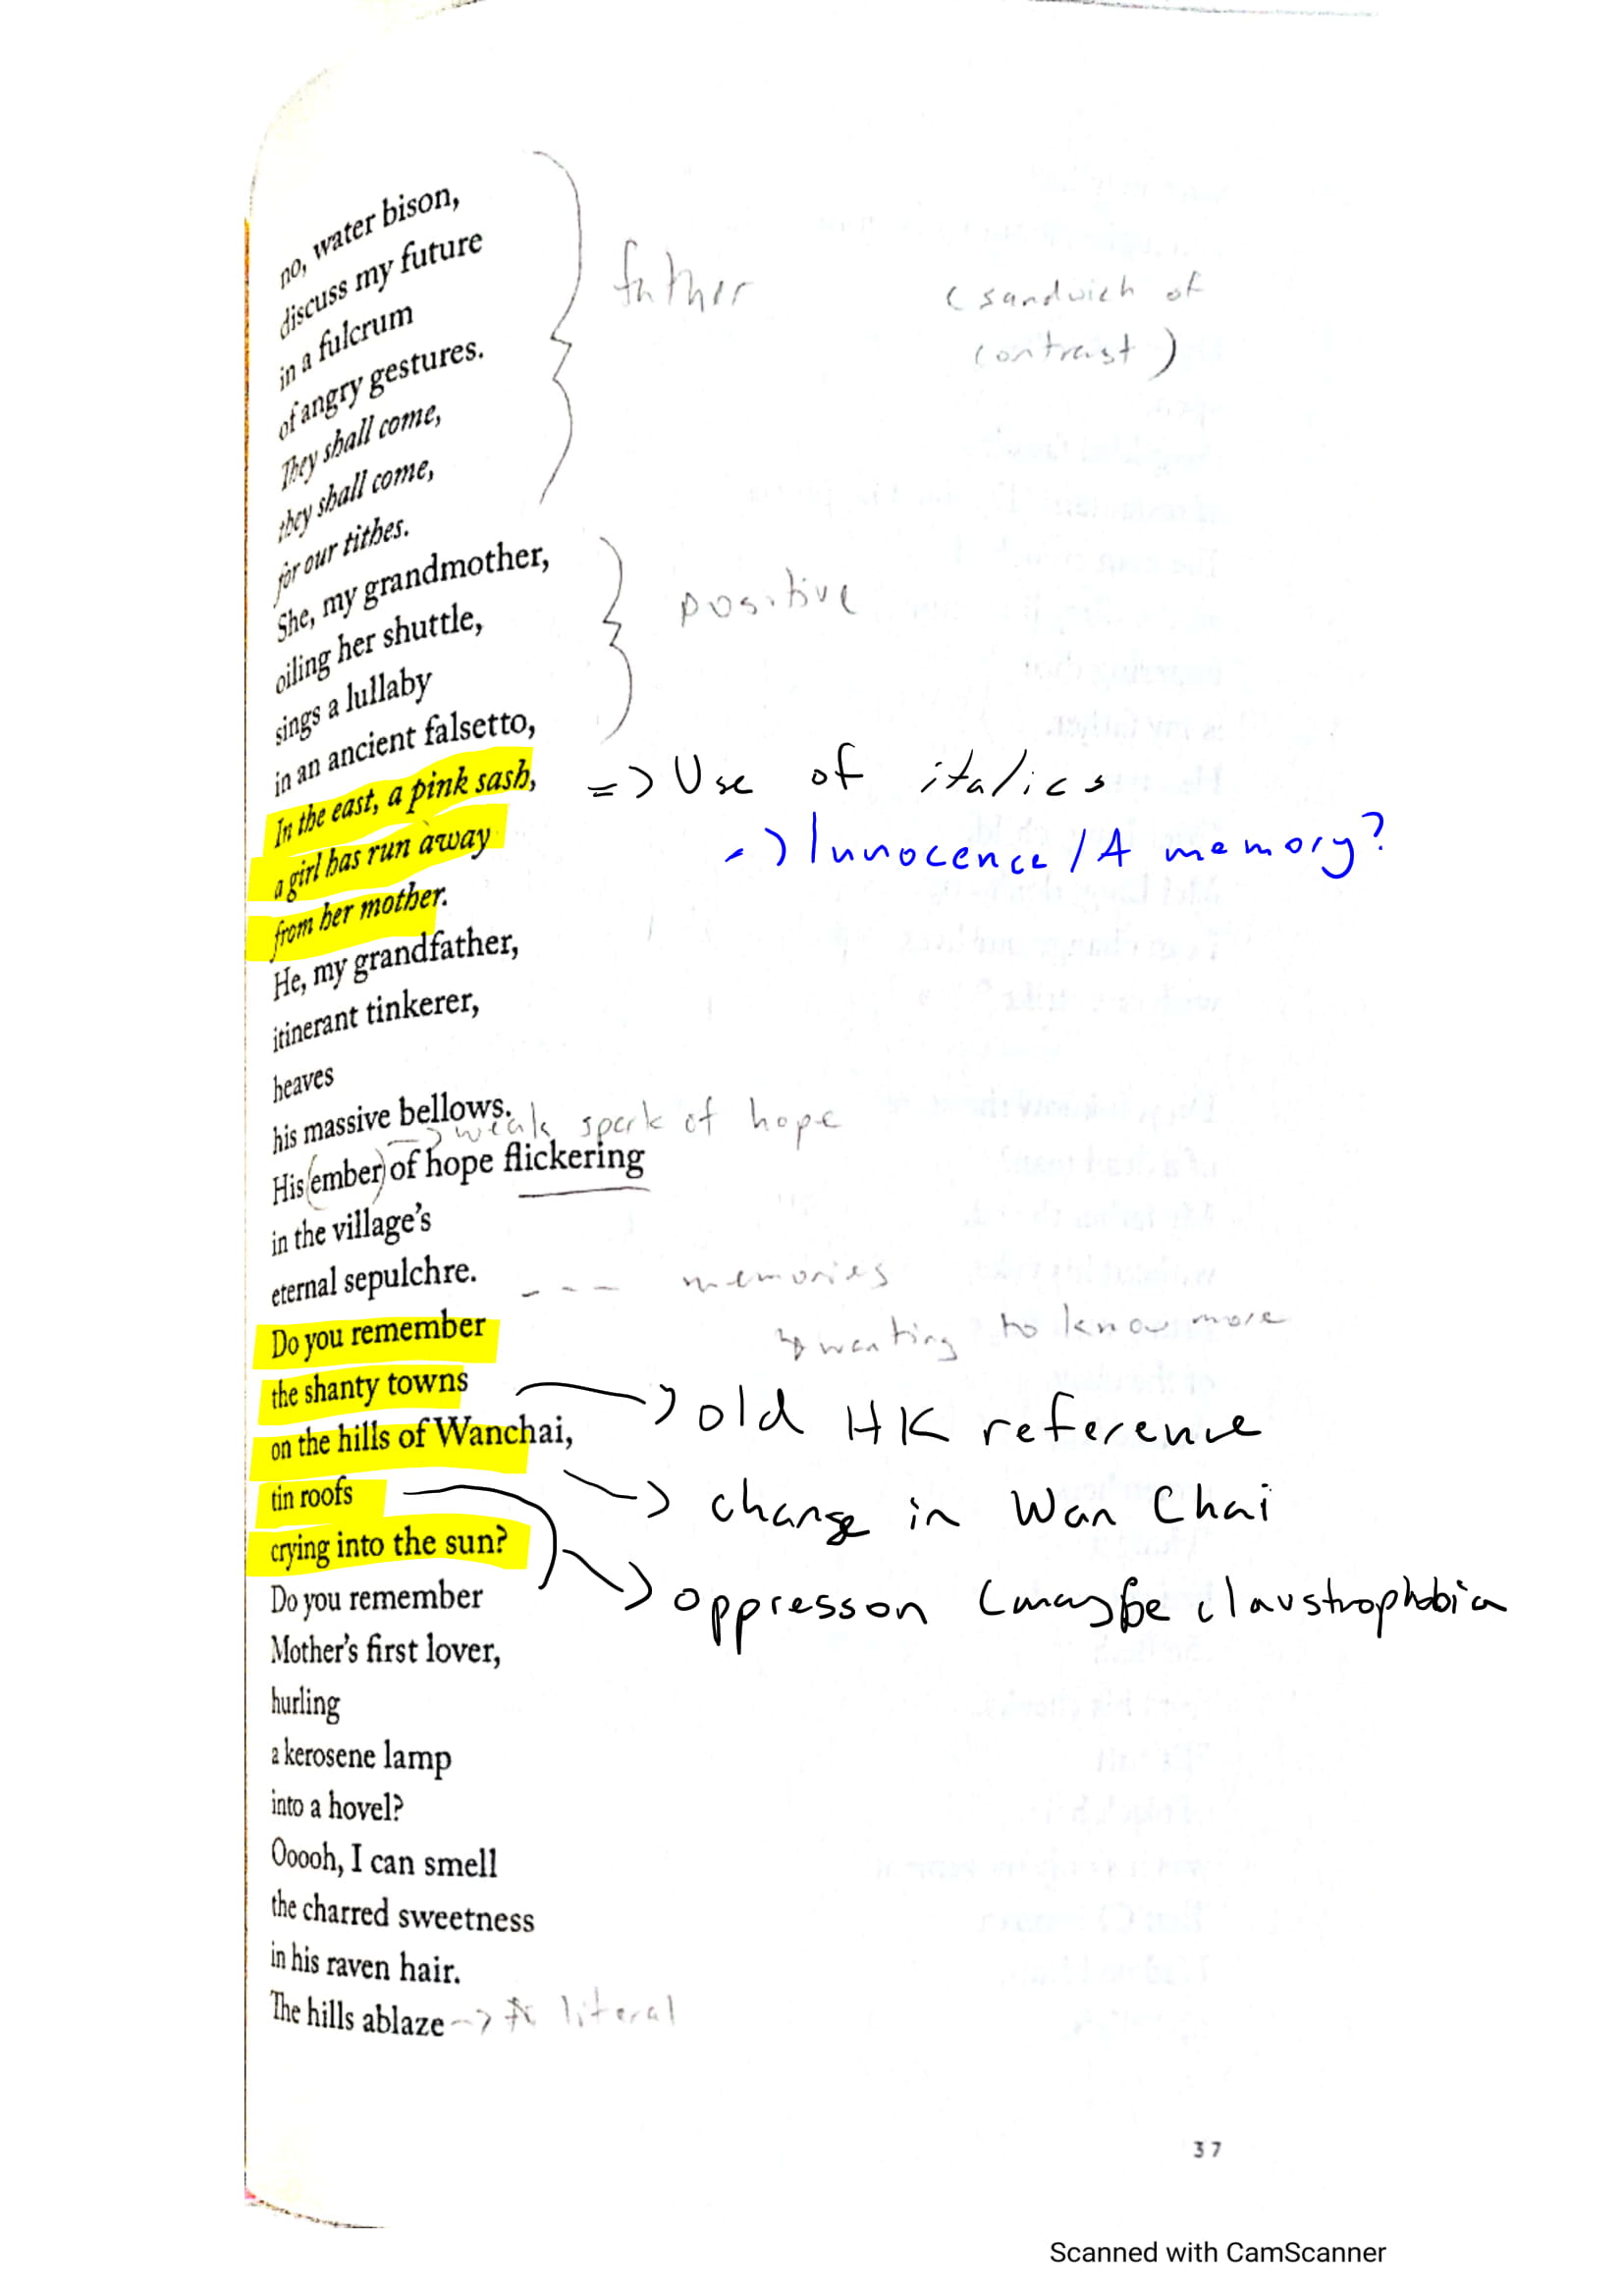 no, water bison,
discuss my future
in a fulcrum
of angry gestures.
They shall come,
they shall come,
for our tithes.
father
(sandwich of
contrast)
She, my grandmother,
oiling her shuttle,
sings a lullaby
in an ancient falsetto,
positive
In the east, a pink sash,
=> Use of italics
a girl has run away
-> Innocence / A memory?
from her mother.
He, my grandfather,
itinerant tinkerer,
heaves
his massive bellows.
-> weak spark of hope
His (ember) of hope flickering
in the village's
eternal sepulchre.
--- memories
Do you remember
↳ wanting to know more
the shanty towns
-> old HK reference
on the hills of Wanchai,
-> change in Wan Chai
tin roofs
crying into the sun?
-> oppresson (maybe claustrophobia
Do you remember
Mother's first lover,
hurling
a kerosene lamp
into a hovel?
Ooooh, I can smell
the charred sweetness
in his raven hair.
The hills ablaze -> literal
37
Scanned with CamScanner